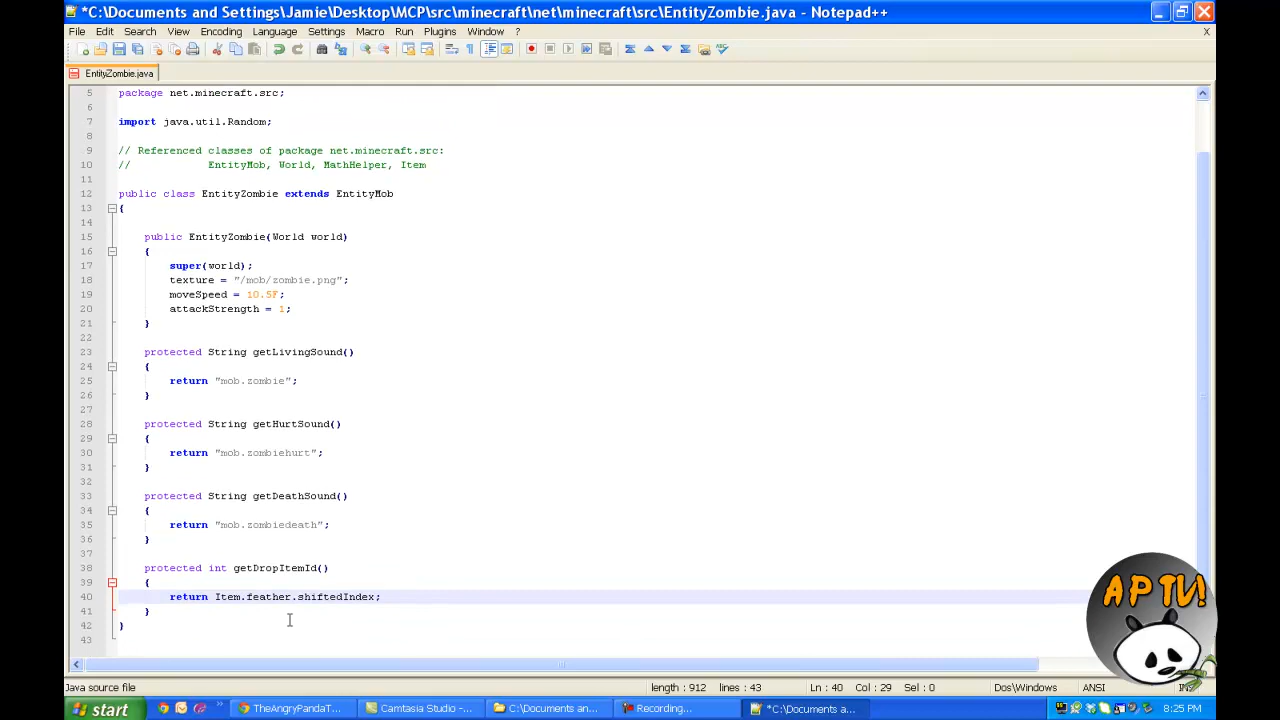 *C:\Documents and Settings\Jamie\Desktop\MCP\src\minecraft\net\minecraft\src\EntityZombie.java - Notepad++
File Edit Search View Encoding Language Settings Macro Run Plugins Window ? X
EntityZombie.java
5 package net.minecraft.src;
6
7 import java.util.Random;
8
9 // Referenced classes of package net.minecraft.src:
10 // EntityMob, World, MathHelper, Item
11
12 public class EntityZombie extends EntityMob
13 {
14
15 public EntityZombie(World world)
16 {
17 super(world);
18 texture = "/mob/zombie.png";
19 moveSpeed = 10.5F;
20 attackStrength = 1;
21 }
22
23 protected String getLivingSound()
24 {
25 return "mob.zombie";
26 }
27
28 protected String getHurtSound()
29 {
30 return "mob.zombiehurt";
31 }
32
33 protected String getDeathSound()
34 {
35 return "mob.zombiedeath";
36 }
37
38 protected int getDropItemId()
39 {
40 return Item.feather.shiftedIndex;
41 }
42 }
43
APTV!
Java source file length : 912 lines : 43 Ln : 40 Col : 29 Sel : 0 Dos\Windows ANSI
start TheAngryPandaT... Camtasia Studio -... C:\Documents an... Recording... *C:\Documents a... 8:25 PM